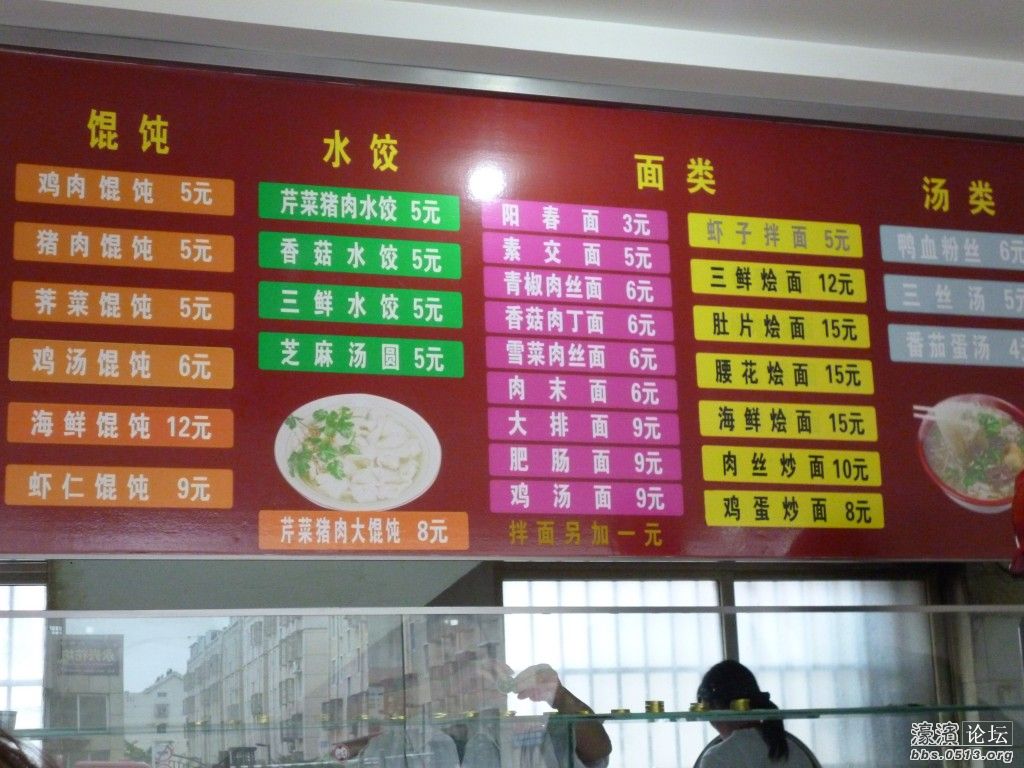 馄饨
鸡肉馄饨 5元
猪肉馄饨 5元
荠菜馄饨 5元
鸡汤馄饨 6元
海鲜馄饨 12元
虾仁馄饨 9元
水饺
芹菜猪肉水饺 5元
香菇水饺 5元
三鲜水饺 5元
芝麻汤圆 5元
芹菜猪肉大馄饨 8元
面类
阳春面 3元
素交面 5元
青椒肉丝面 6元
香菇肉丁面 6元
雪菜肉丝面 6元
肉末面 6元
大排面 9元
肥肠面 9元
鸡汤面 9元
拌面另加一元
虾子拌面 5元
三鲜烩面 12元
肚片烩面 15元
腰花烩面 15元
海鲜烩面 15元
肉丝炒面 10元
鸡蛋炒面 8元
汤类
鸭血粉丝 6元
三丝汤 5元
番茄蛋汤 4
濠滨论坛
bbs.0513.org